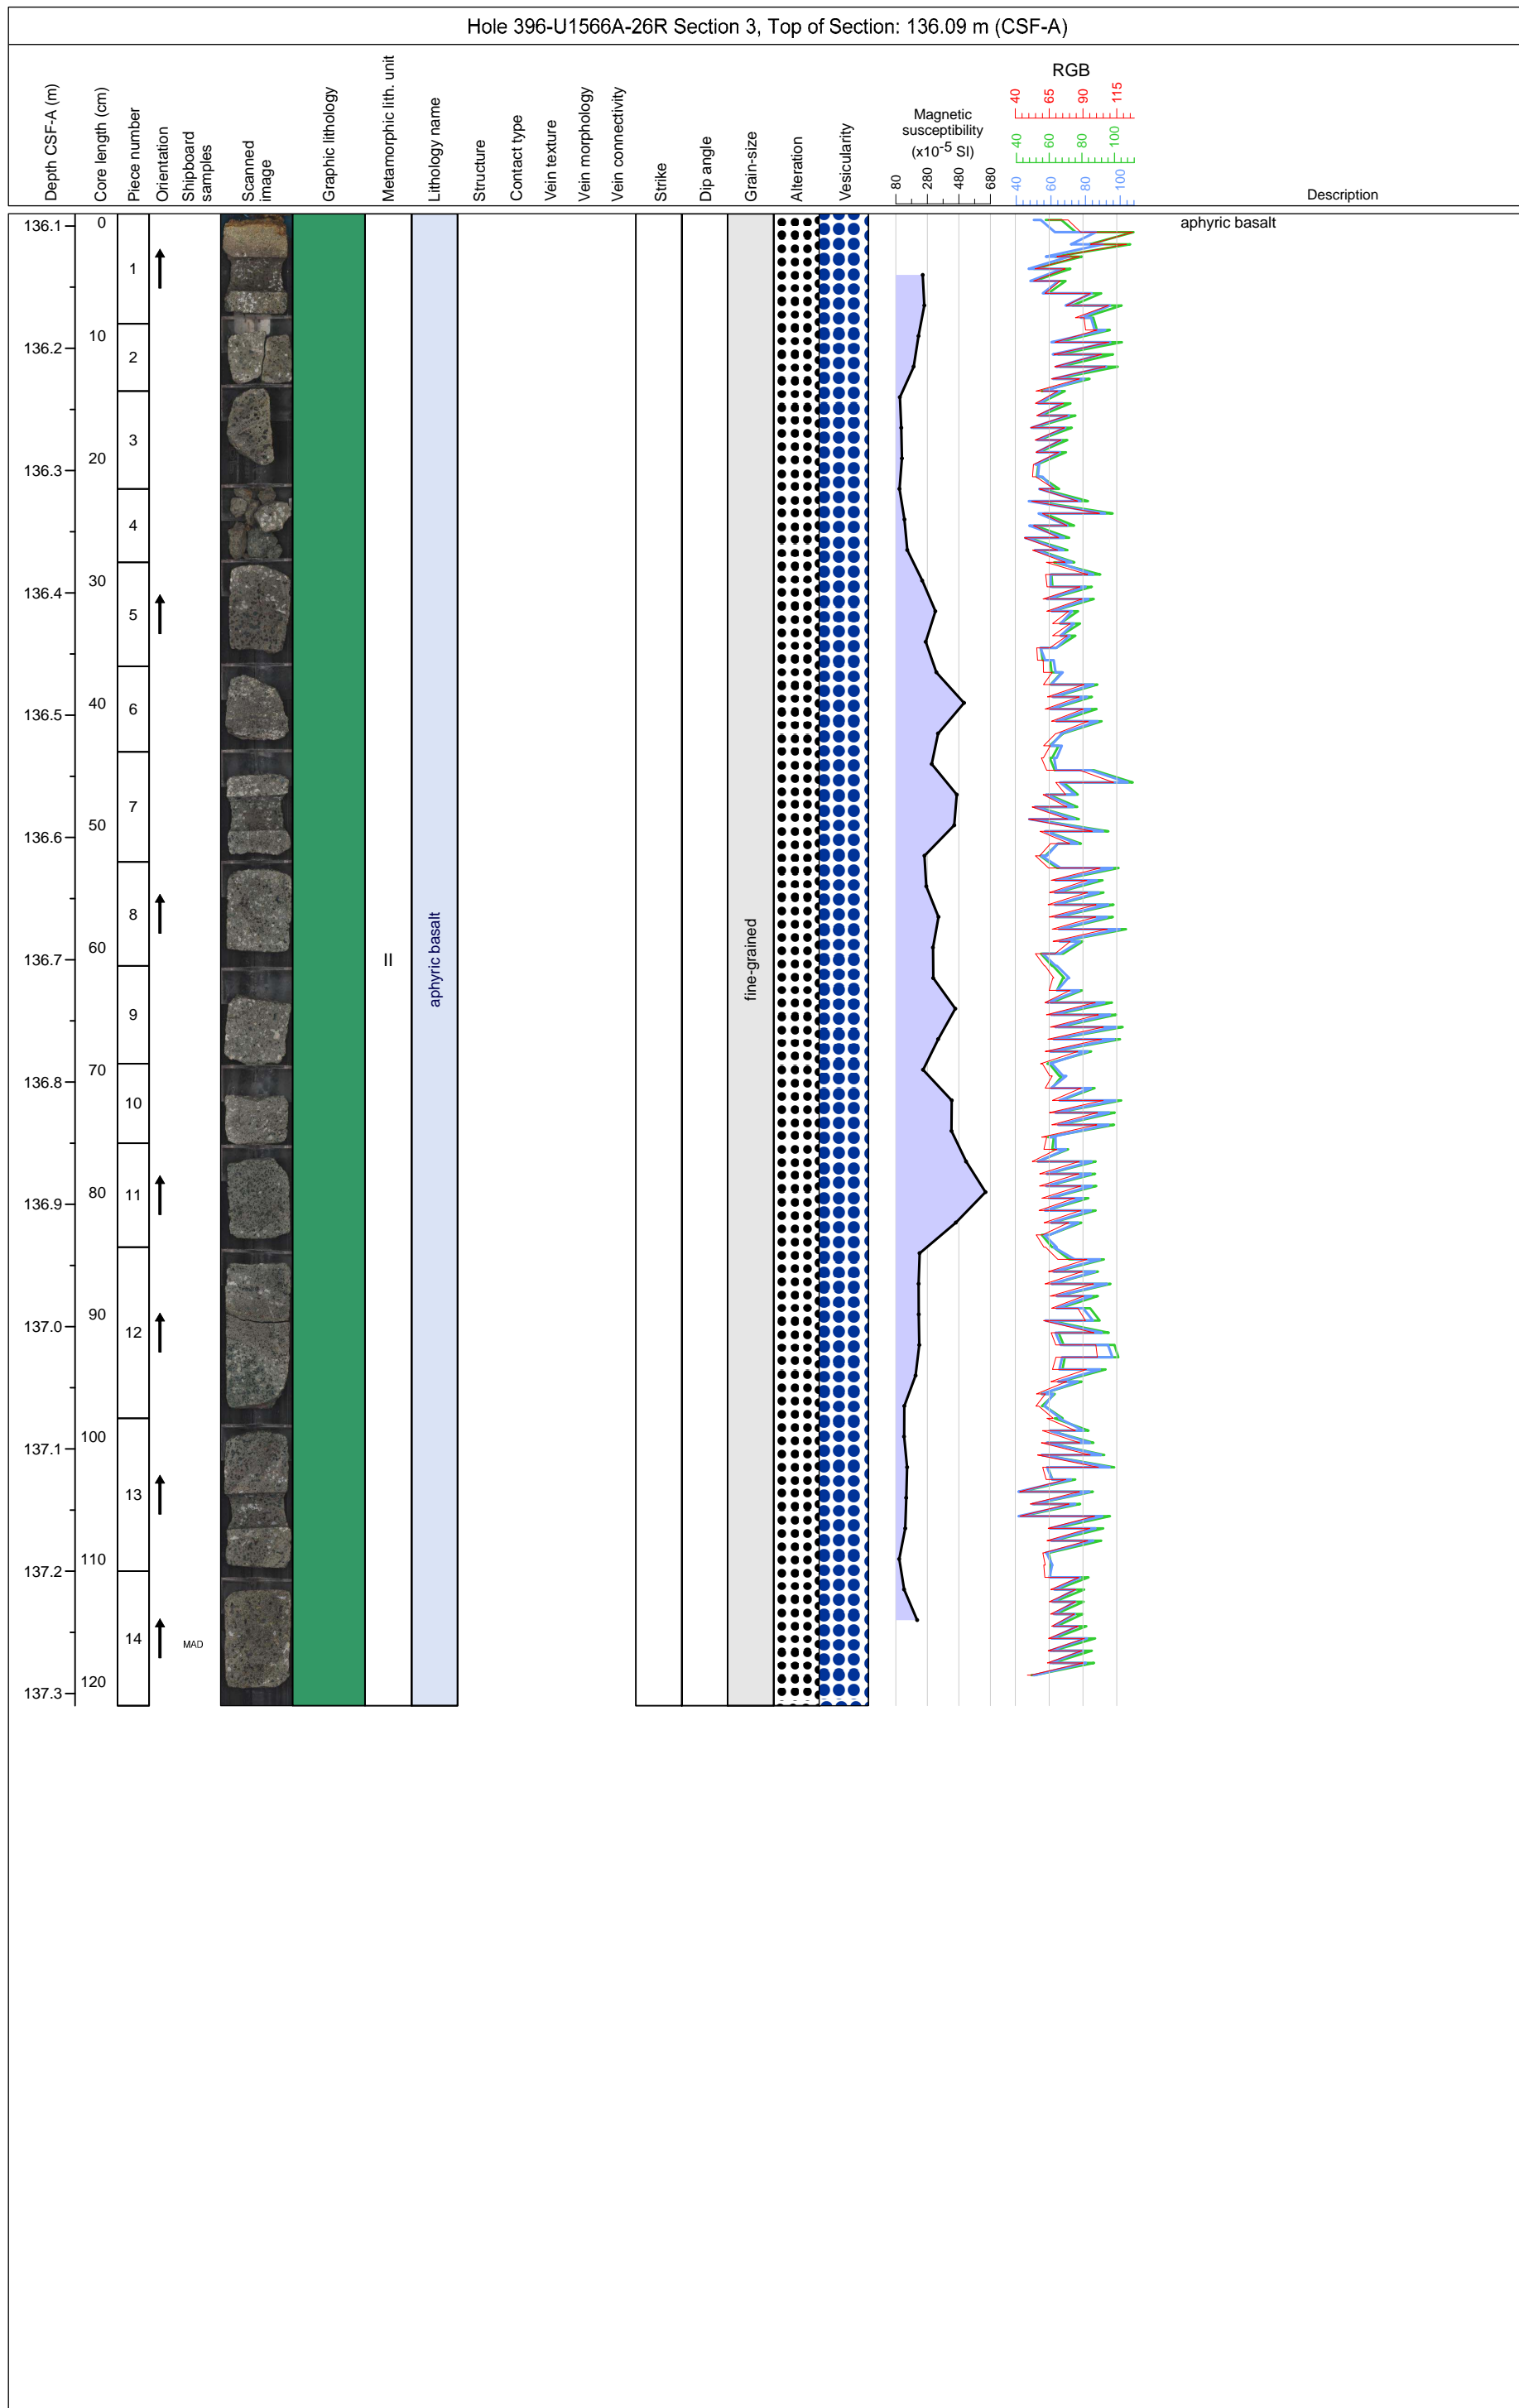 Hole 396-U1566A-26R Section 3, Top of Section: 136.09 m (CSF-A)
Depth CSF-A (m)
Core length (cm)
Piece number
Orientation
Shipboard
samples
Scanned
image
Graphic lithology
Metamorphic lith. unit
Lithology name
Structure
Contact type
Vein texture
Vein morphology
Vein connectivity
Strike
Dip angle
Grain-size
Alteration
Vesicularity
Magnetic
susceptibility
(x10-5 SI)
80 280 480 680
RGB
40 65 90 115
40 60 80 100
40 60 80 100
Description
136.1
136.2
136.3
136.4
136.5
136.6
136.7
136.8
136.9
137.0
137.1
137.2
137.3
0
10
20
30
40
50
60
70
80
90
100
110
120
1
2
3
4
5
6
7
8
9
10
11
12
13
14
MAD
II
aphyric basalt
fine-grained
aphyric basalt